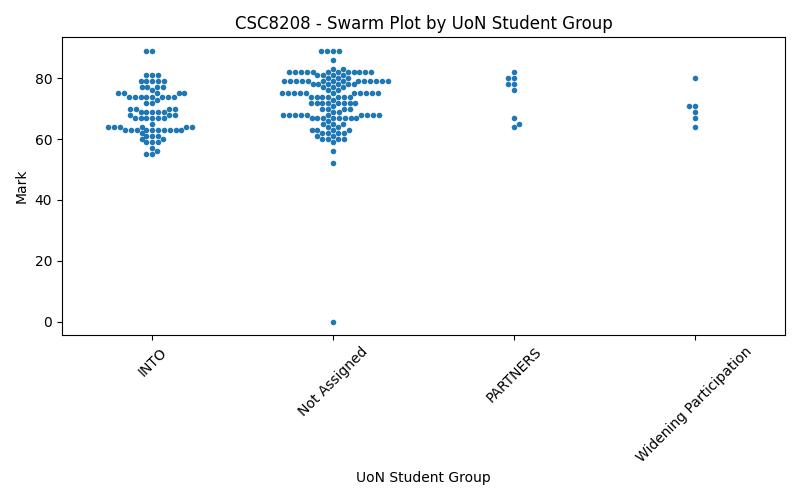 CSC8208 - Swarm Plot by UoN Student Group
Mark
80
60
40
20
0
INTO
Not Assigned
PARTNERS
Widening Participation
UoN Student Group